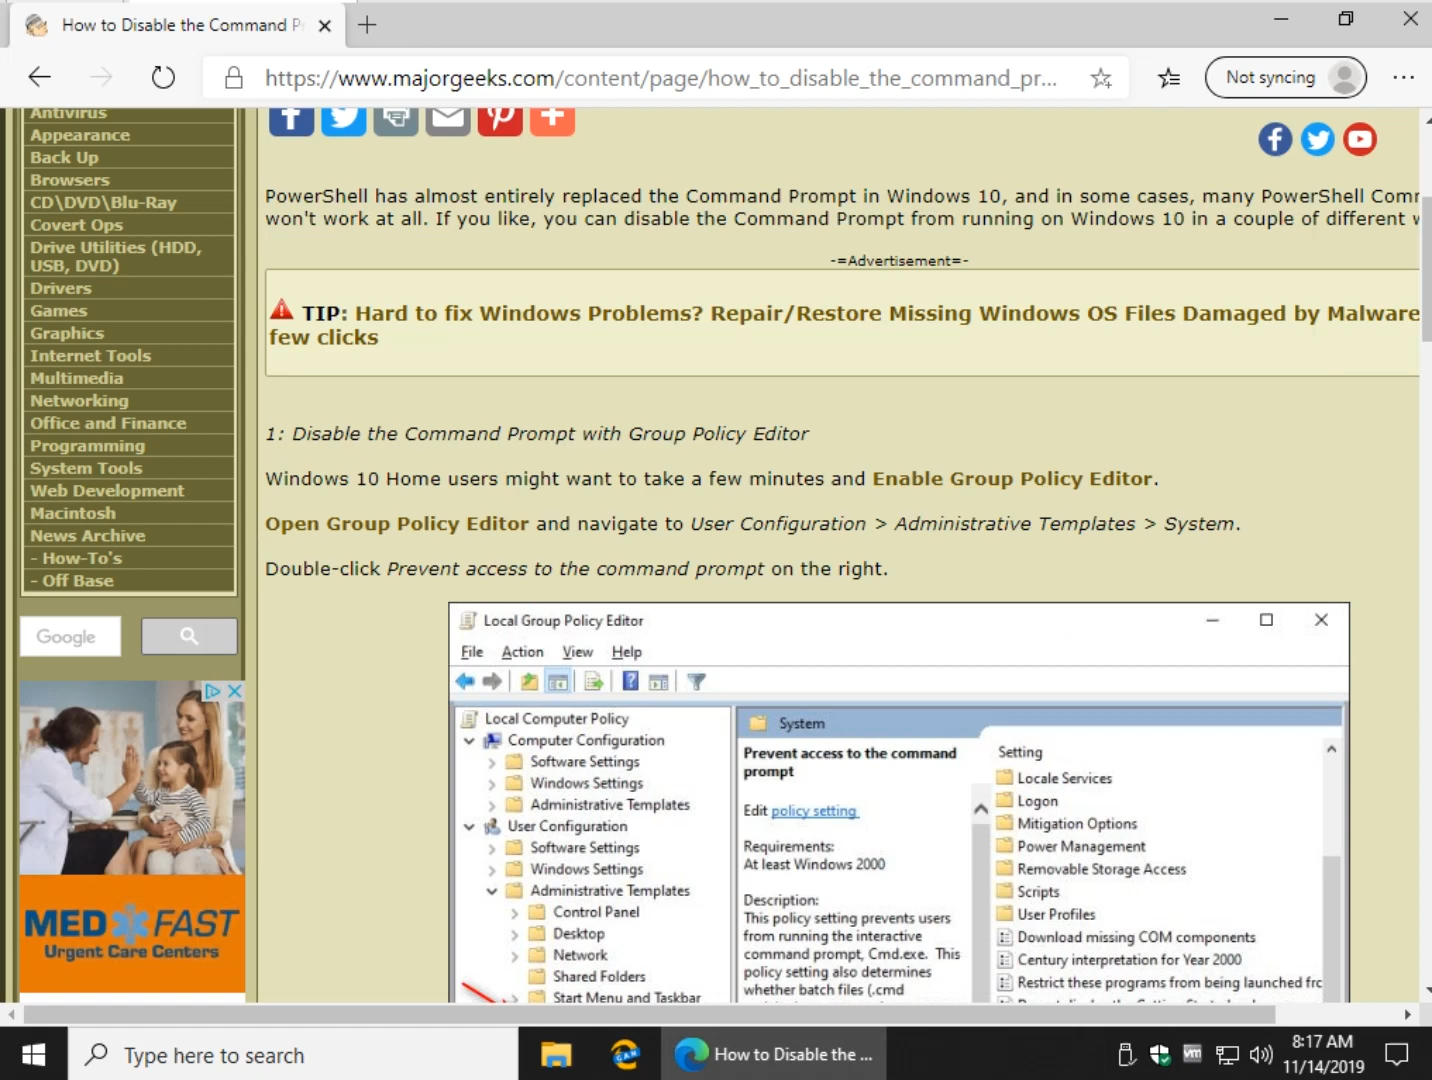 How to Disable the Command P
https://www.majorgeeks.com/content/page/how_to_disable_the_command_pr...
Not syncing
Antivirus
Appearance
Back Up
Browsers
CD\DVD\Blu-Ray
Covert Ops
Drive Utilities (HDD,
USB, DVD)
Drivers
Games
Graphics
Internet Tools
Multimedia
Networking
Office and Finance
Programming
System Tools
Web Development
Macintosh
News Archive
- How-To's
- Off Base
Google
MED FAST
Urgent Care Centers
PowerShell has almost entirely replaced the Command Prompt in Windows 10, and in some cases, many PowerShell
won't work at all. If you like, you can disable the Command Prompt from running on Windows 10 in a couple of different
-=Advertisement=-
TIP: Hard to fix Windows Problems? Repair/Restore Missing Windows OS Files Damaged by Malware
few clicks
1: Disable the Command Prompt with Group Policy Editor
Windows 10 Home users might want to take a few minutes and Enable Group Policy Editor.
Open Group Policy Editor and navigate to User Configuration > Administrative Templates > System.
Double-click Prevent access to the command prompt on the right.
Local Group Policy Editor
File Action View Help
Local Computer Policy
Computer Configuration
Software Settings
Windows Settings
Administrative Templates
User Configuration
Software Settings
Windows Settings
Administrative Templates
Control Panel
Desktop
Network
Shared Folders
Start Menu and Taskbar
System
Prevent access to the command
prompt
Edit policy setting
Requirements:
At least Windows 2000
Description:
This policy setting prevents users
from running the interactive
command prompt, Cmd.exe. This
policy setting also determines
whether batch files (.cmd
Setting
Locale Services
Logon
Mitigation Options
Power Management
Removable Storage Access
Scripts
User Profiles
Download missing COM components
Century interpretation for Year 2000
Restrict these programs from being launched frc
Type here to search
How to Disable the ...
8:17 AM
11/14/2019